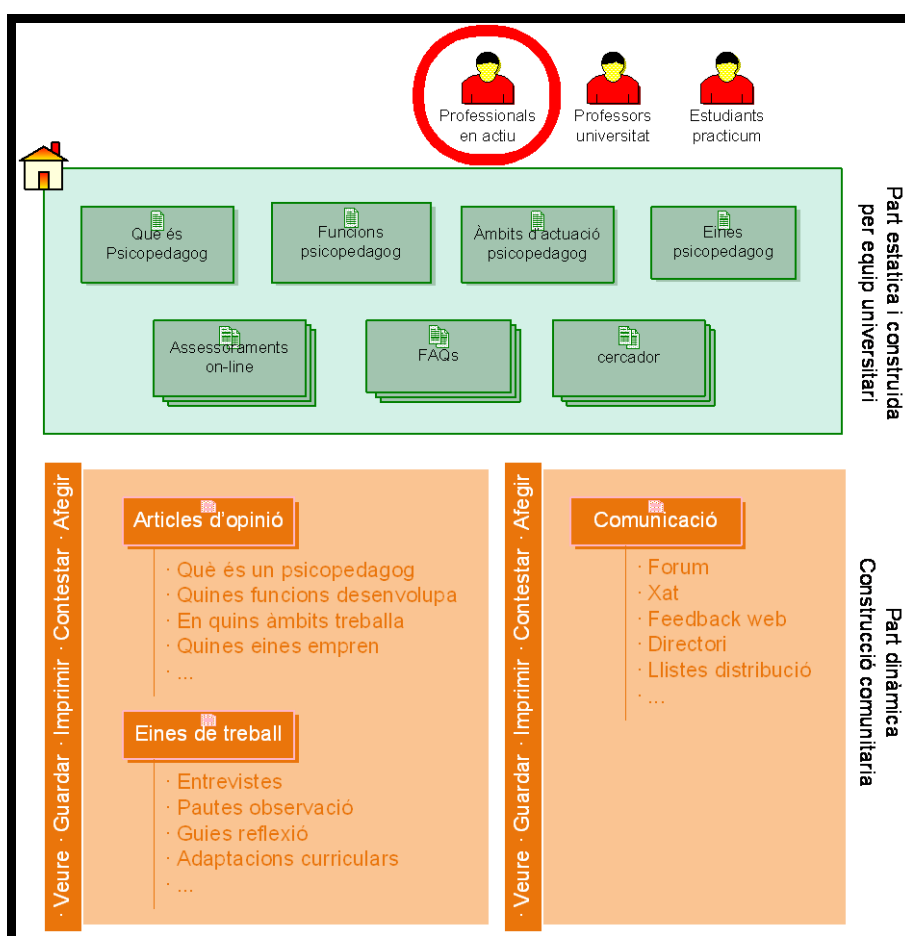 Professionals
en actiu
Professors
universitat
Estudiants
practicum
Què és
Psicopedagog
Funcions
psicopedagog
Àmbits d'actuació
psicopedagog
Eines
psicopedagog
Assessoraments
on-line
FAQs
cercador
Part estatica i construida
per equip universitari
· Veure · Guardar · Imprimir · Contestar · Afegir
Articles d'opinió
· Què és un psicopedagog
· Quines funcions desenvolupa
· En quins àmbits treballa
· Quines eines empren
· ...
Eines de treball
· Entrevistes
· Pautes observació
· Guies reflexió
· Adaptacions curriculars
· ...
· Veure · Guardar · Imprimir · Contestar · Afegir
Comunicació
· Forum
· Xat
· Feedback web
· Directori
· Llistes distribució
· ...
Part dinàmica
Construcció comunitaria